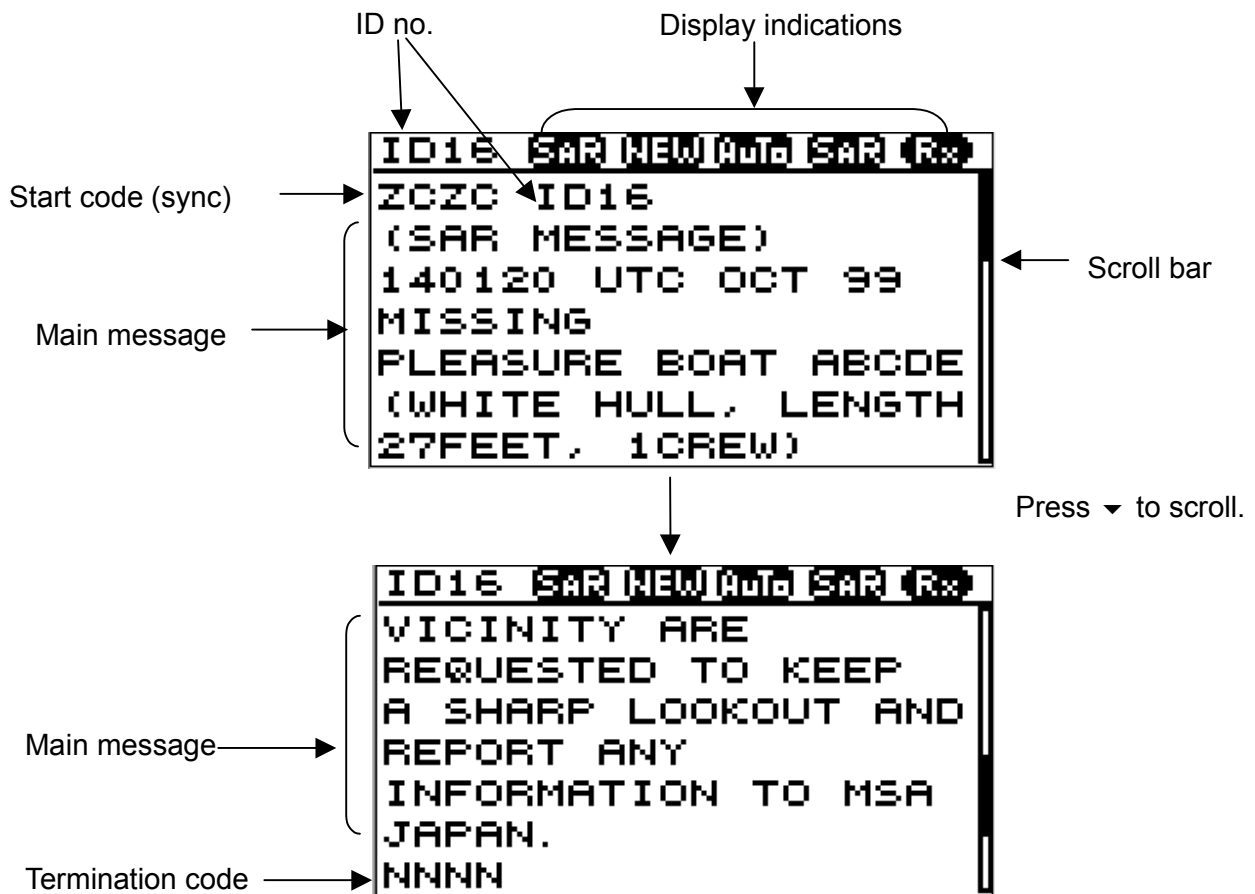 ID no.
Display indications
ID16 SAR NEW AUTO SAR Rx
Start code (sync)
ZCZC ID16
(SAR MESSAGE)
140120 UTC OCT 99
Scroll bar
Main message
MISSING
PLEASURE BOAT ABCDE
(WHITE HULL, LENGTH
27FEET, 1CREW)
Press ▼ to scroll.
ID16 SAR NEW AUTO SAR Rx
VICINITY ARE
REQUESTED TO KEEP
A SHARP LOOKOUT AND
Main message
REPORT ANY
INFORMATION TO MSA
JAPAN.
Termination code
NNNN